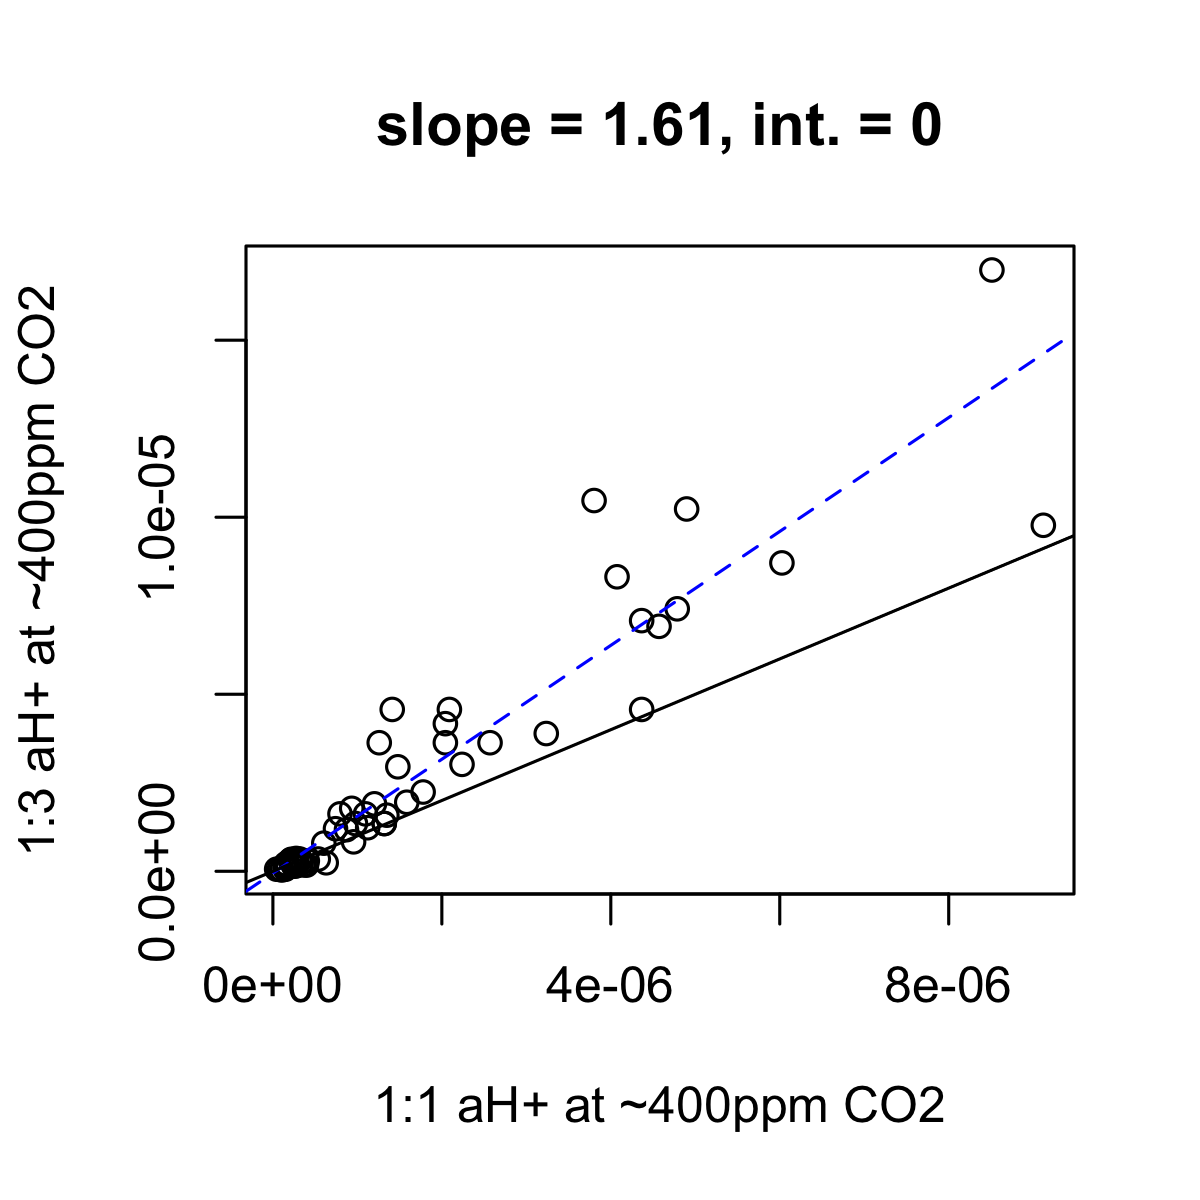 slope = 1.61, int. = 0
1:3 aH+ at ~400ppm CO2
1.0e-05
0.0e+00
0e+00
4e-06
8e-06
1:1 aH+ at ~400ppm CO2